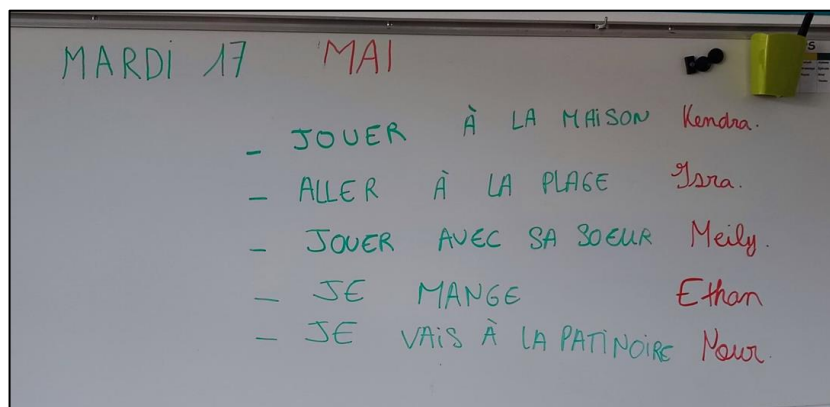 MARDI 17 MAI
- JOUER À LA MAISON Kendra.
- ALLER À LA PLAGE Isra.
- JOUER AVEC SA SOEUR Meily.
- JE MANGE Ethan
- JE VAIS À LA PATINOIRE Nour.